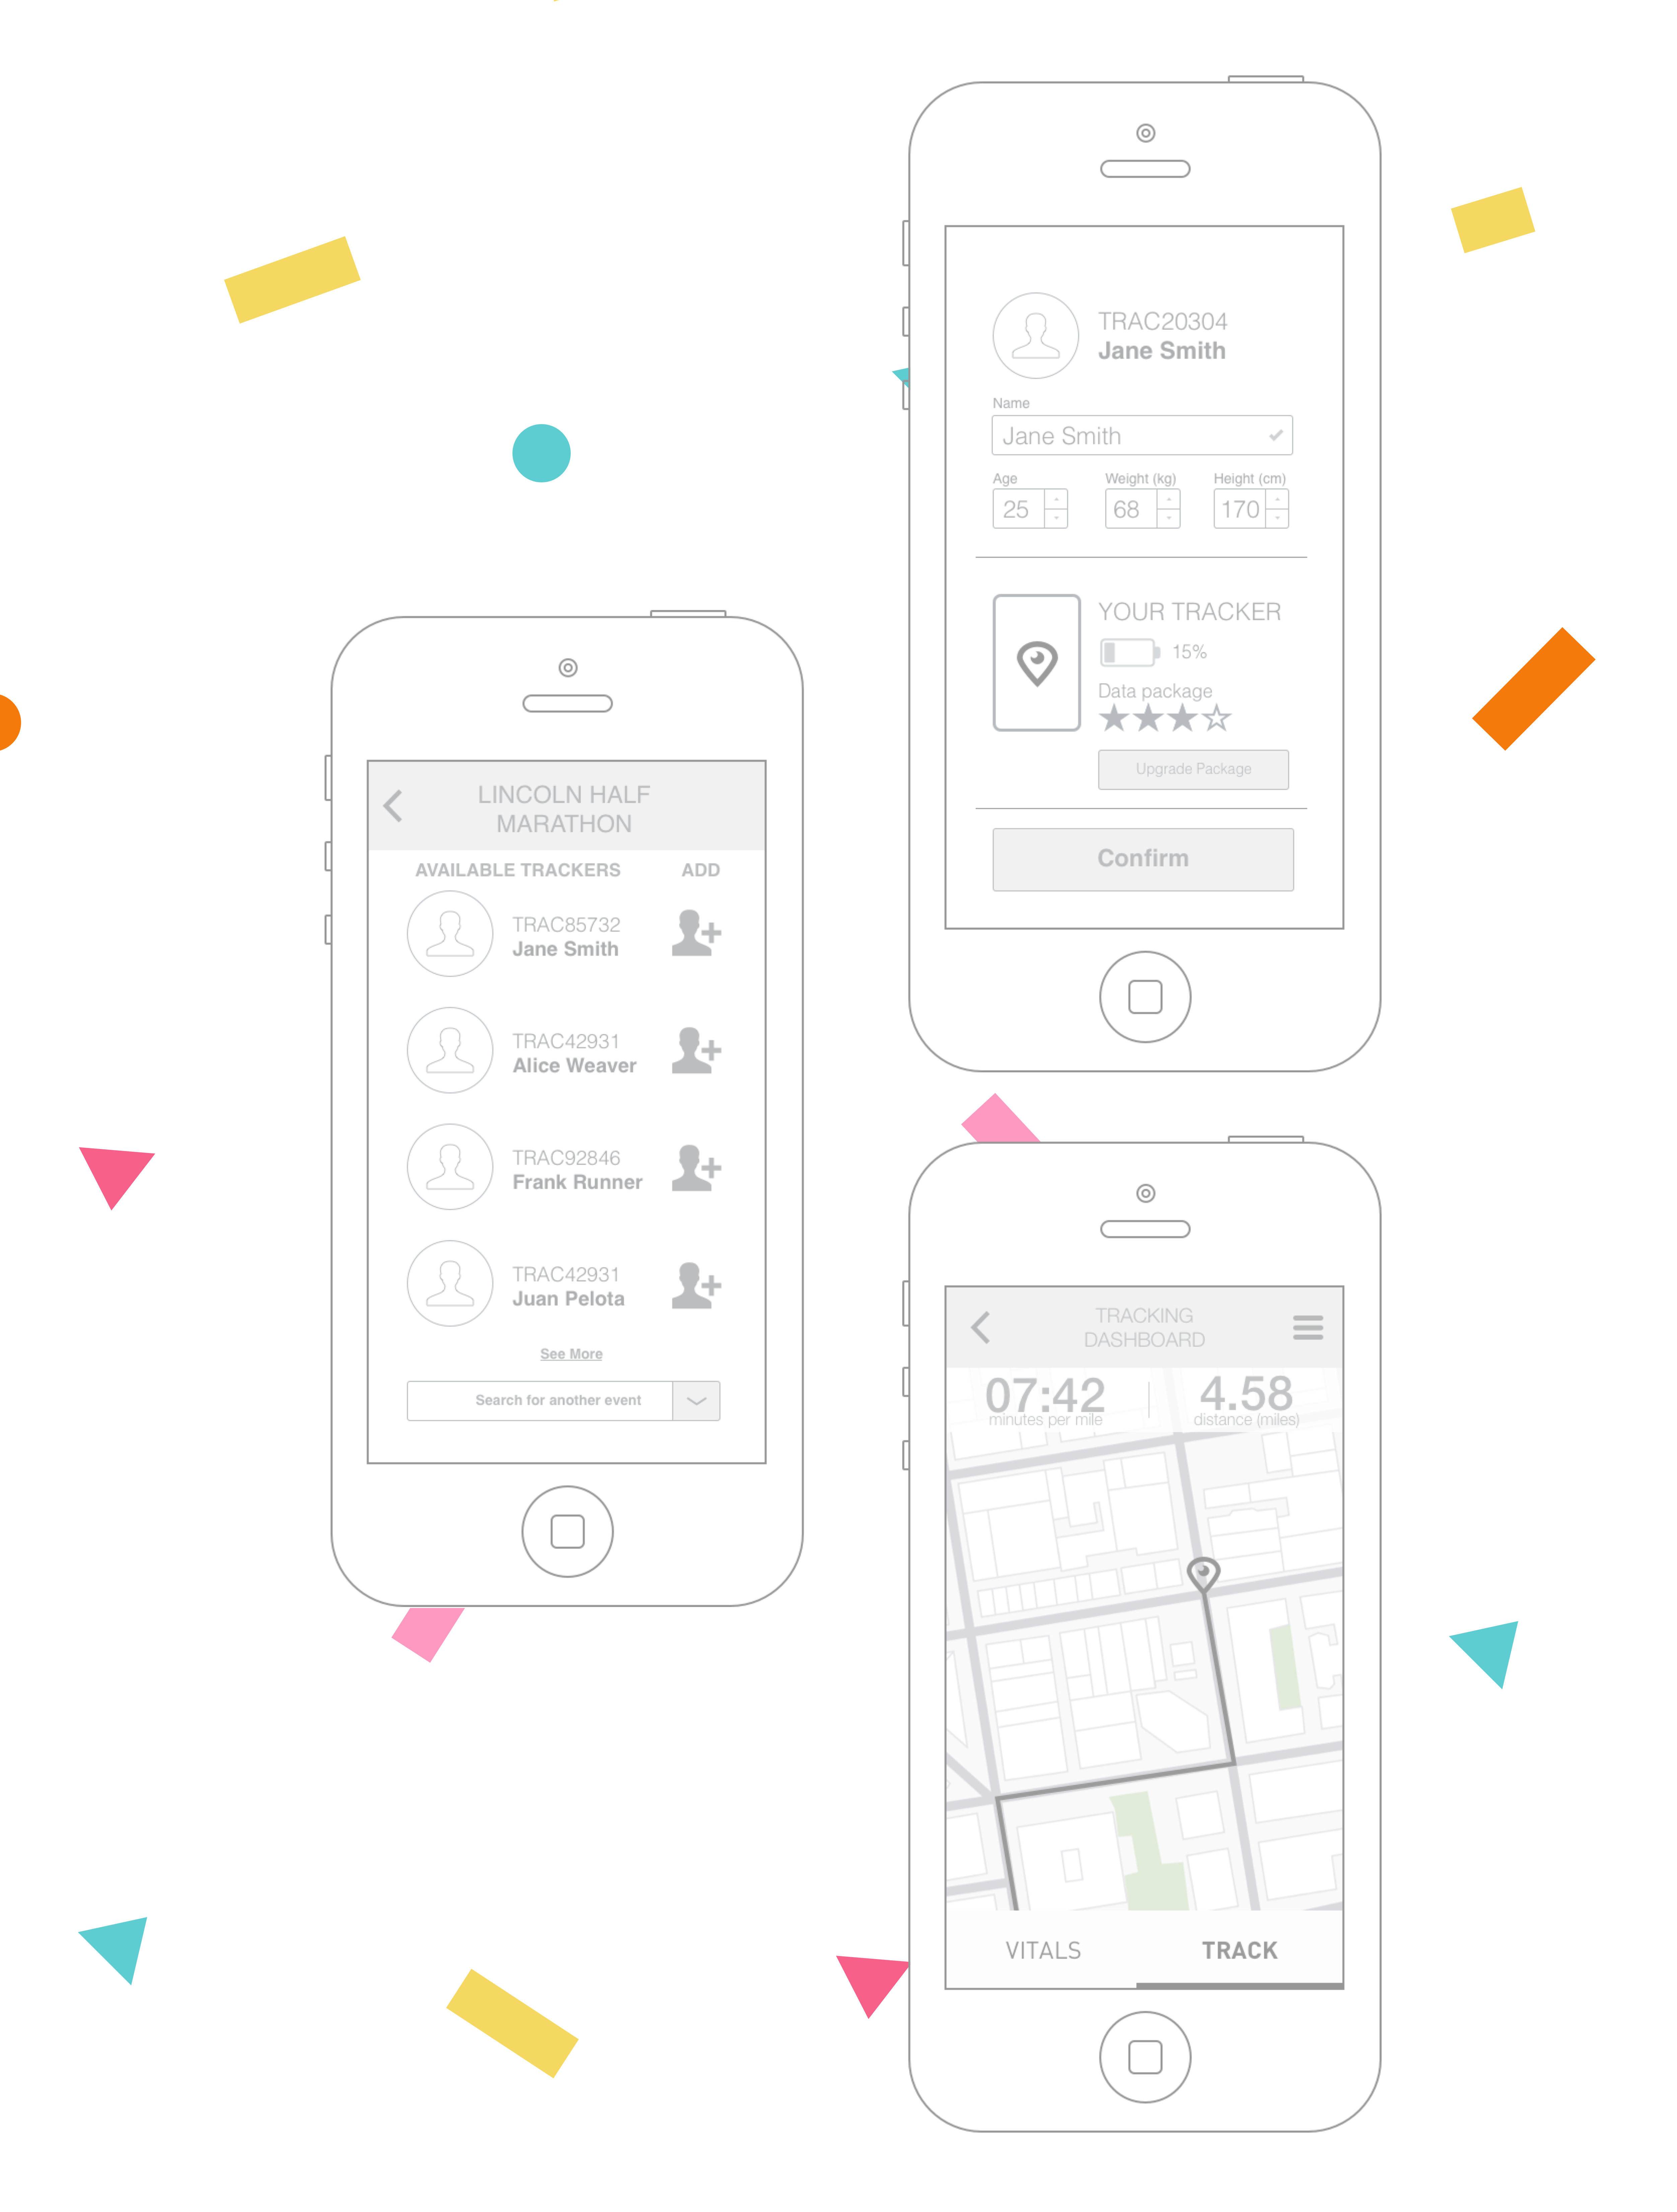 TRAC20304
Jane Smith
Name
Jane Smith
Age Weight (kg) Height (cm)
25 68 170
YOUR TRACKER
15%
Data package
Upgrade Package
Confirm
LINCOLN HALF
MARATHON
AVAILABLE TRACKERS ADD
TRAC85732
Jane Smith
TRAC42931
Alice Weaver
TRAC92846
Frank Runner
TRAC42931
Juan Pelota
See More
Search for another event
TRACKING
DASHBOARD
07:42 4.58
minutes per mile distance (miles)
VITALS TRACK